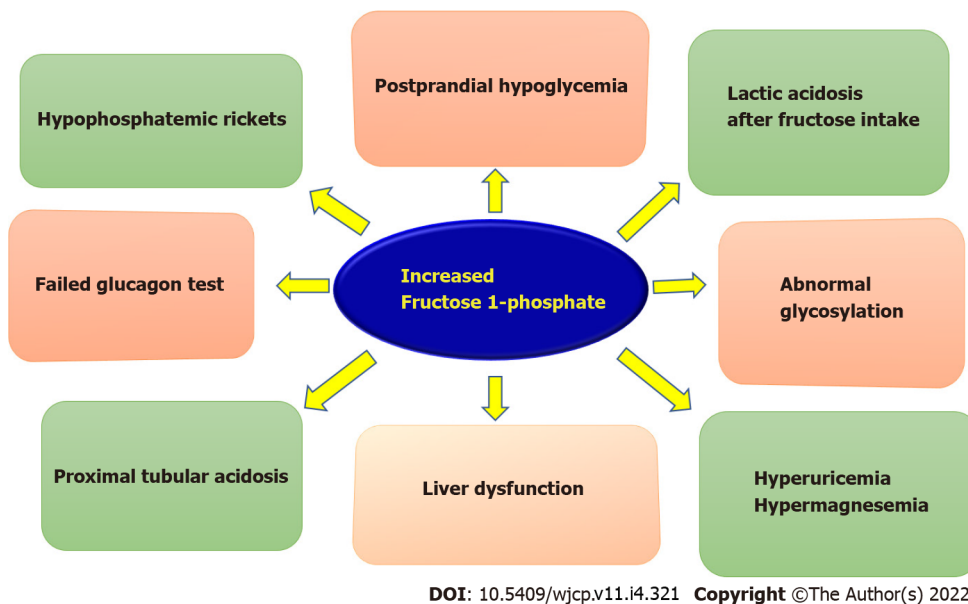 Postprandial hypoglycemia
Hypophosphatemic rickets
Lactic acidosis
after fructose intake
Failed glucagon test
Increased
Fructose 1-phosphate
Abnormal
glycosylation
Proximal tubular acidosis
Liver dysfunction
Hyperuricemia
Hypermagnesemia
DOI: 10.5409/wjcp.v11.i4.321 Copyright ©The Author(s) 2022